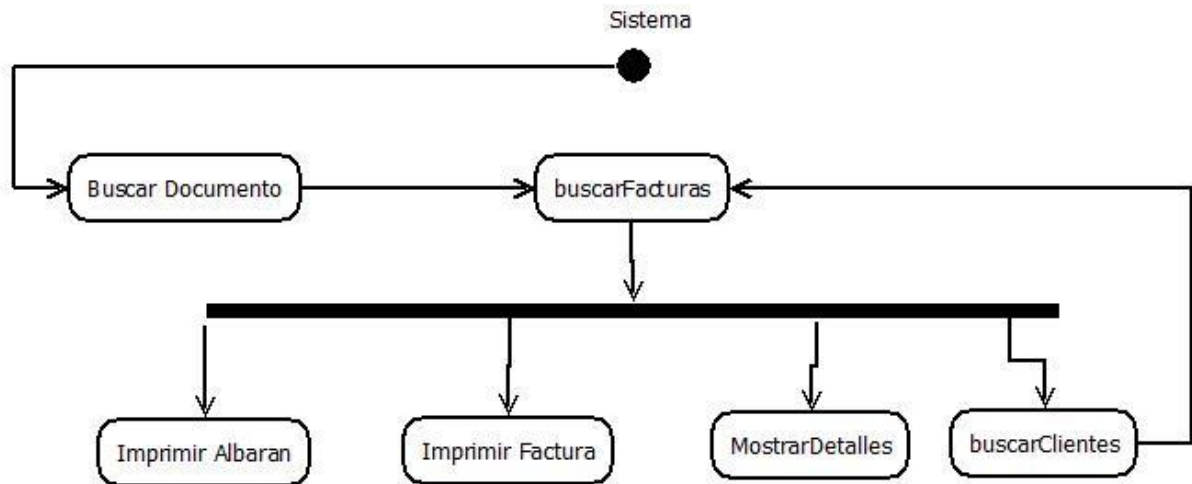 Sistema
Buscar Documento
buscarFacturas
Imprimir Albaran
Imprimir Factura
MostrarDetalles
buscarClientes